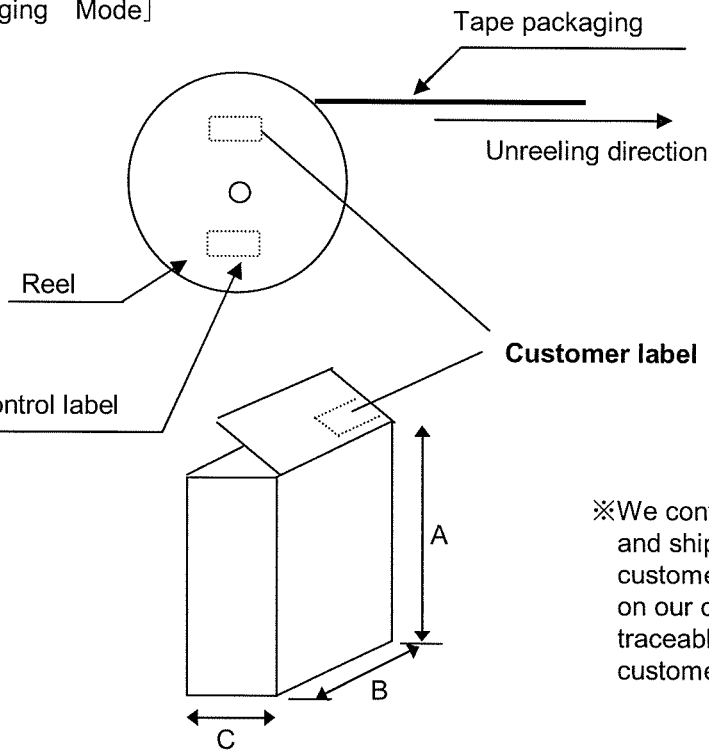 ging Mode］
Tape packaging
Unreeling direction
Reel
Customer label
ontrol label
A
※We cont
and ship
custome
on our c
traceabl
custome
B
C